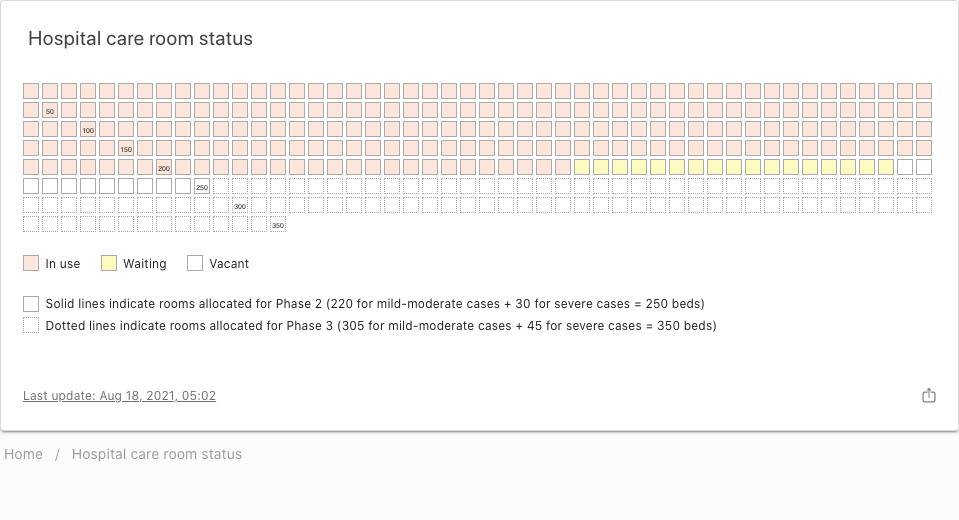 Hospital care room status
50
100
150
200
250
300
350
In use Waiting Vacant
Solid lines indicate rooms allocated for Phase 2 (220 for mild-moderate cases + 30 for severe cases = 250 beds)
Dotted lines indicate rooms allocated for Phase 3 (305 for mild-moderate cases + 45 for severe cases = 350 beds)
Last update: Aug 18, 2021, 05:02
Home / Hospital care room status